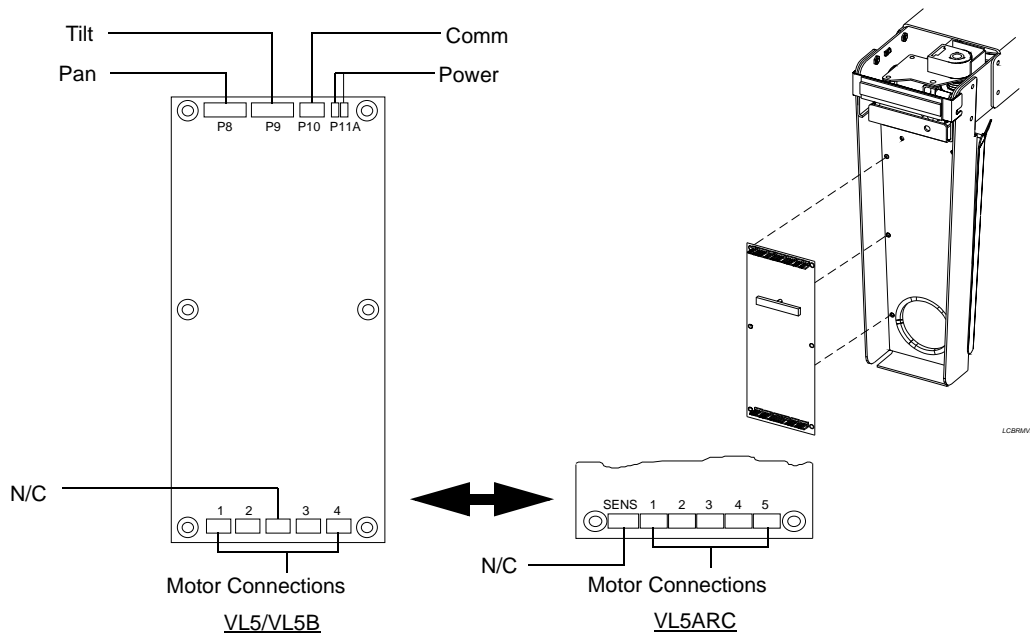 Tilt
Comm
Pan
Power
P8 P9 P10 P11A
N/C
1 2 3 4
Motor Connections
VL5/VL5B
SENS 1 2 3 4 5
N/C
Motor Connections
VL5ARC